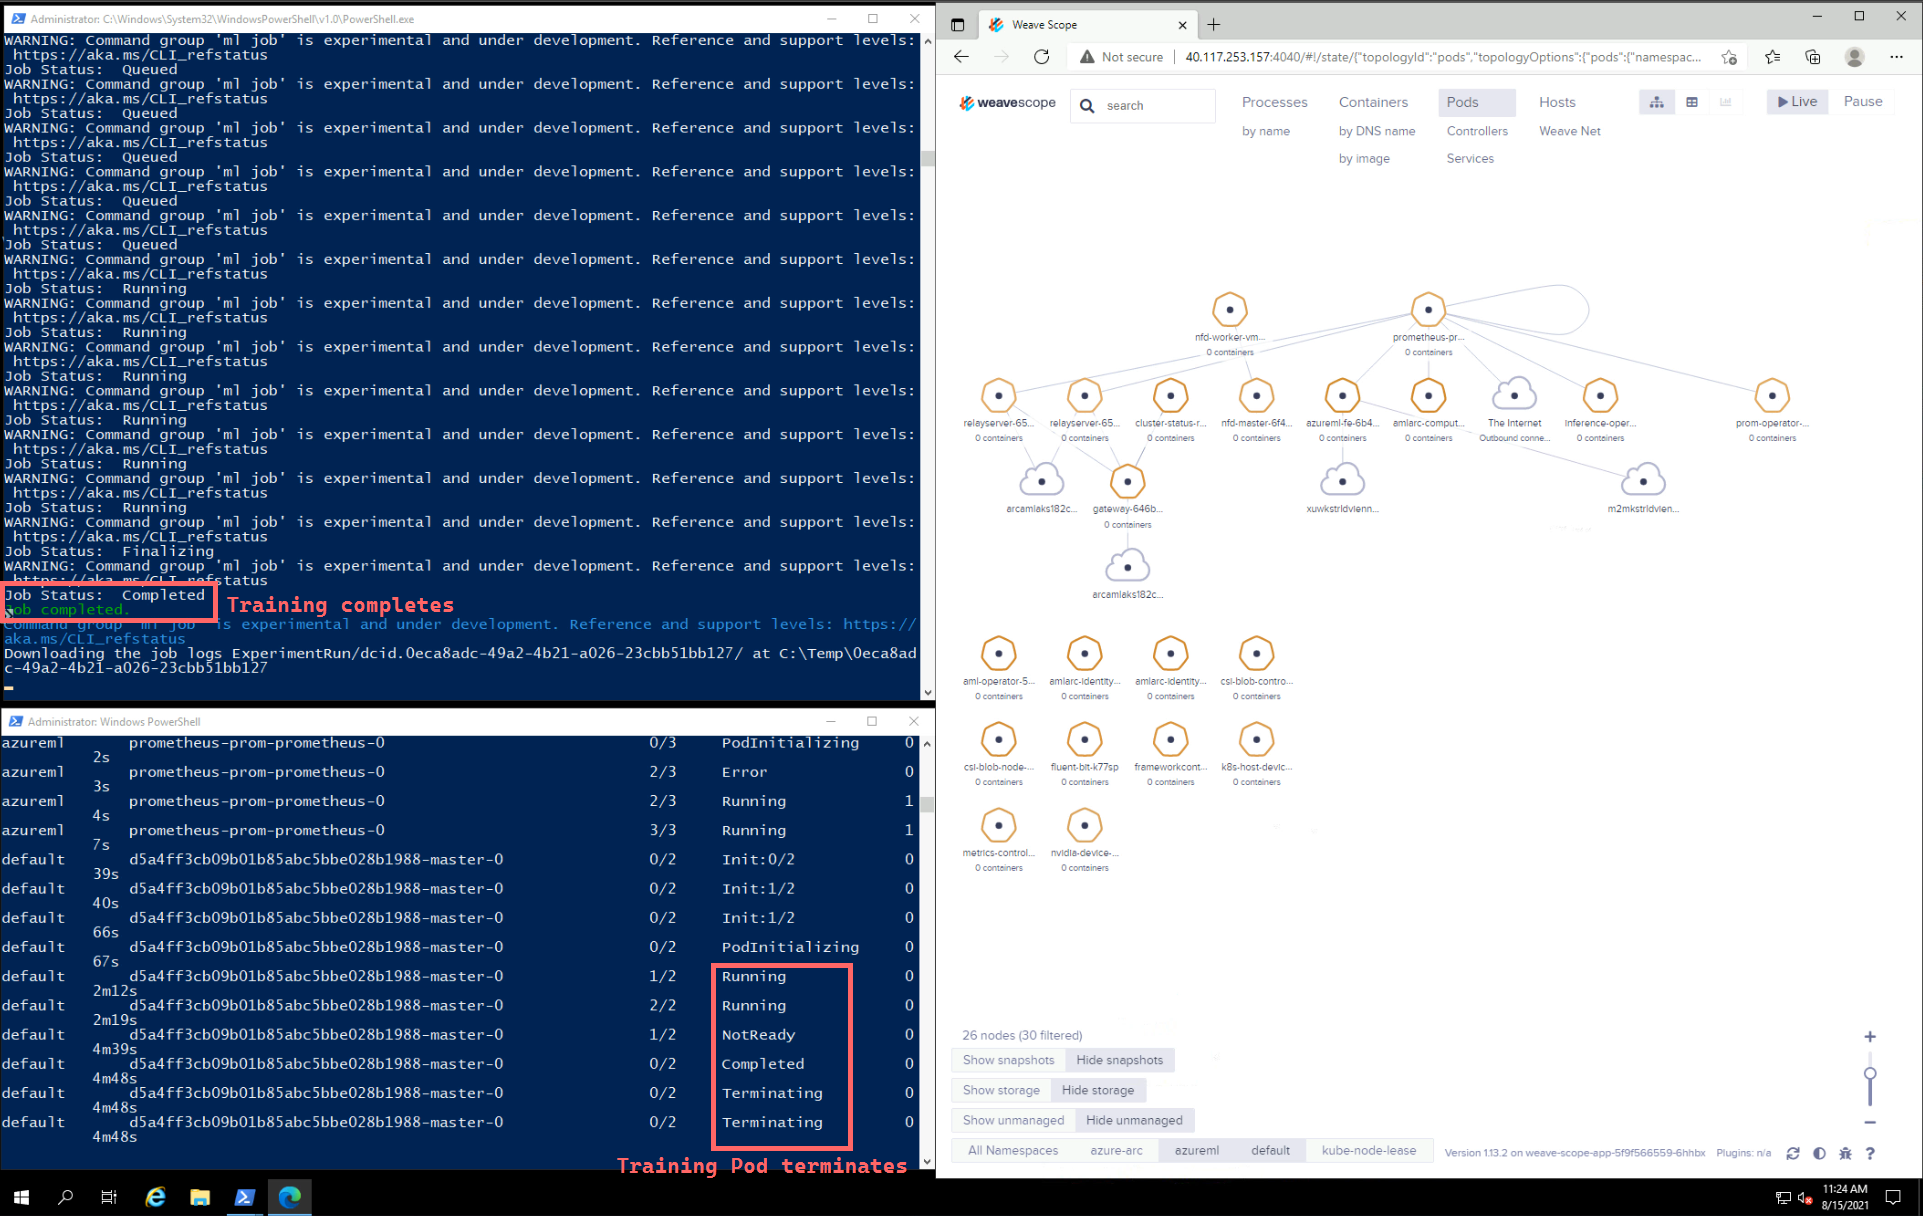 Administrator: C:\Windows\System32\WindowsPowerShell\v1.0\PowerShell.exe
WARNING: Command group 'ml job' is experimental and under development. Reference and support levels:
https://aka.ms/CLI_refstatus
Job Status:  Queued
WARNING: Command group 'ml job' is experimental and under development. Reference and support levels:
https://aka.ms/CLI_refstatus
Job Status:  Queued
WARNING: Command group 'ml job' is experimental and under development. Reference and support levels:
https://aka.ms/CLI_refstatus
Job Status:  Queued
WARNING: Command group 'ml job' is experimental and under development. Reference and support levels:
https://aka.ms/CLI_refstatus
Job Status:  Queued
WARNING: Command group 'ml job' is experimental and under development. Reference and support levels:
https://aka.ms/CLI_refstatus
Job Status:  Queued
WARNING: Command group 'ml job' is experimental and under development. Reference and support levels:
https://aka.ms/CLI_refstatus
Job Status:  Running
WARNING: Command group 'ml job' is experimental and under development. Reference and support levels:
https://aka.ms/CLI_refstatus
Job Status:  Running
WARNING: Command group 'ml job' is experimental and under development. Reference and support levels:
https://aka.ms/CLI_refstatus
Job Status:  Running
WARNING: Command group 'ml job' is experimental and under development. Reference and support levels:
https://aka.ms/CLI_refstatus
Job Status:  Running
WARNING: Command group 'ml job' is experimental and under development. Reference and support levels:
https://aka.ms/CLI_refstatus
Job Status:  Running
WARNING: Command group 'ml job' is experimental and under development. Reference and support levels:
https://aka.ms/CLI_refstatus
Job Status:  Running
WARNING: Command group 'ml job' is experimental and under development. Reference and support levels:
https://aka.ms/CLI_refstatus
Job Status:  Finalizing
WARNING: Command group 'ml job' is experimental and under development. Reference and support levels:
https://aka.ms/CLI_refstatus
Job Status:  Completed
Job completed.
Training completes
Command group 'ml job' is experimental and under development. Reference and support levels: https://
aka.ms/CLI_refstatus
Downloading the job logs ExperimentRun/dcid.0eca8adc-49a2-4b21-a026-23cbb51bb127/ at C:\Temp\0eca8ad
c-49a2-4b21-a026-23cbb51bb127
Administrator: Windows PowerShell
azureml prometheus-prom-prometheus-0 0/3 PodInitializing 0
2s
azureml prometheus-prom-prometheus-0 2/3 Error 0
3s
azureml prometheus-prom-prometheus-0 2/3 Running 1
4s
azureml prometheus-prom-prometheus-0 3/3 Running 1
7s
default d5a4ff3cb09b01b85abc5bbe028b1988-master-0 0/2 Init:0/2 0
39s
default d5a4ff3cb09b01b85abc5bbe028b1988-master-0 0/2 Init:1/2 0
40s
default d5a4ff3cb09b01b85abc5bbe028b1988-master-0 0/2 Init:1/2 0
66s
default d5a4ff3cb09b01b85abc5bbe028b1988-master-0 0/2 PodInitializing 0
67s
default d5a4ff3cb09b01b85abc5bbe028b1988-master-0 1/2 Running 0
2m12s
default d5a4ff3cb09b01b85abc5bbe028b1988-master-0 2/2 Running 0
2m19s
default d5a4ff3cb09b01b85abc5bbe028b1988-master-0 1/2 NotReady 0
4m39s
default d5a4ff3cb09b01b85abc5bbe028b1988-master-0 0/2 Completed 0
4m48s
default d5a4ff3cb09b01b85abc5bbe028b1988-master-0 0/2 Terminating 0
4m48s
default d5a4ff3cb09b01b85abc5bbe028b1988-master-0 0/2 Terminating 0
4m48s
Training Pod terminates
Weave Scope
Not secure 40.117.253.157:4040/#!/state/{"topologyId":"pods","topologyOptions":{"pods":{"namespac...
weavescope search Processes Containers Pods Hosts Live Pause
by name by DNS name Controllers Weave Net
by image Services
nfd-worker-vm... prometheus-pr...
0 containers 0 containers
relayserver-65... relayserver-65... cluster-status-r... nfd-master-6f4... azureml-fe-6b4... amlarc-comput... The Internet inference-oper... prom-operator-...
0 containers 0 containers 0 containers 0 containers 0 containers 0 containers Outbound conne... 0 containers 0 containers
arcamlaks182c... gateway-646b... xuwkstrldvienn... m2mkstrldvien...
0 containers
arcamlaks182c...
aml-operator-5... amlarc-identity... amlarc-identity... csi-blob-contro...
0 containers 0 containers 0 containers 0 containers
csi-blob-node-... fluent-bit-k77sp frameworkcont... k8s-host-devic...
0 containers 0 containers 0 containers 0 containers
metrics-control... nvidia-device-...
0 containers 0 containers
26 nodes (30 filtered)
Show snapshots Hide snapshots
Show storage Hide storage
Show unmanaged Hide unmanaged
All Namespaces azure-arc azureml default kube-node-lease Version 1.13.2 on weave-scope-app-5f9f566559-6hhbx Plugins: n/a
11:24 AM
8/15/2021